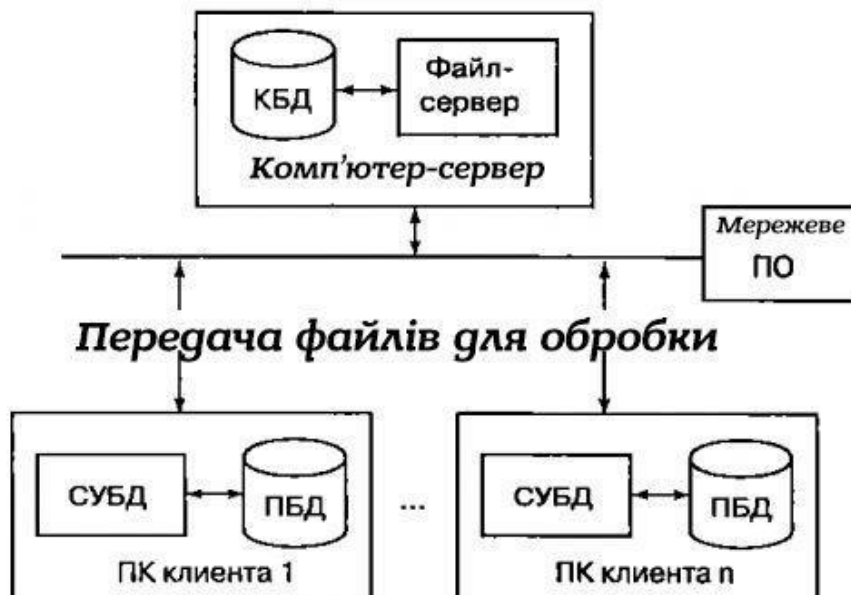 КБД
Файл-
сервер
Комп'ютер-сервер
Мережеве
ПО
Передача файлів для обробки
СУБД
ПБД
ПК клиента 1
...
СУБД
ПБД
ПК клиента n